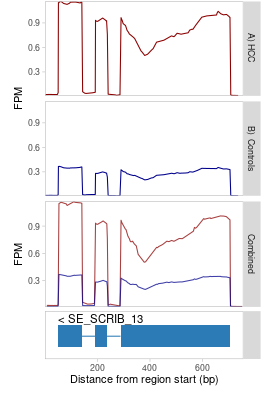 0.9
0.6
0.3
FPM
A) HCC
0.9
0.6
0.3
B) Controls
0.9
0.6
0.3
FPM
Combined
< SE_SCRIB_13
200
400
600
Distance from region start (bp)